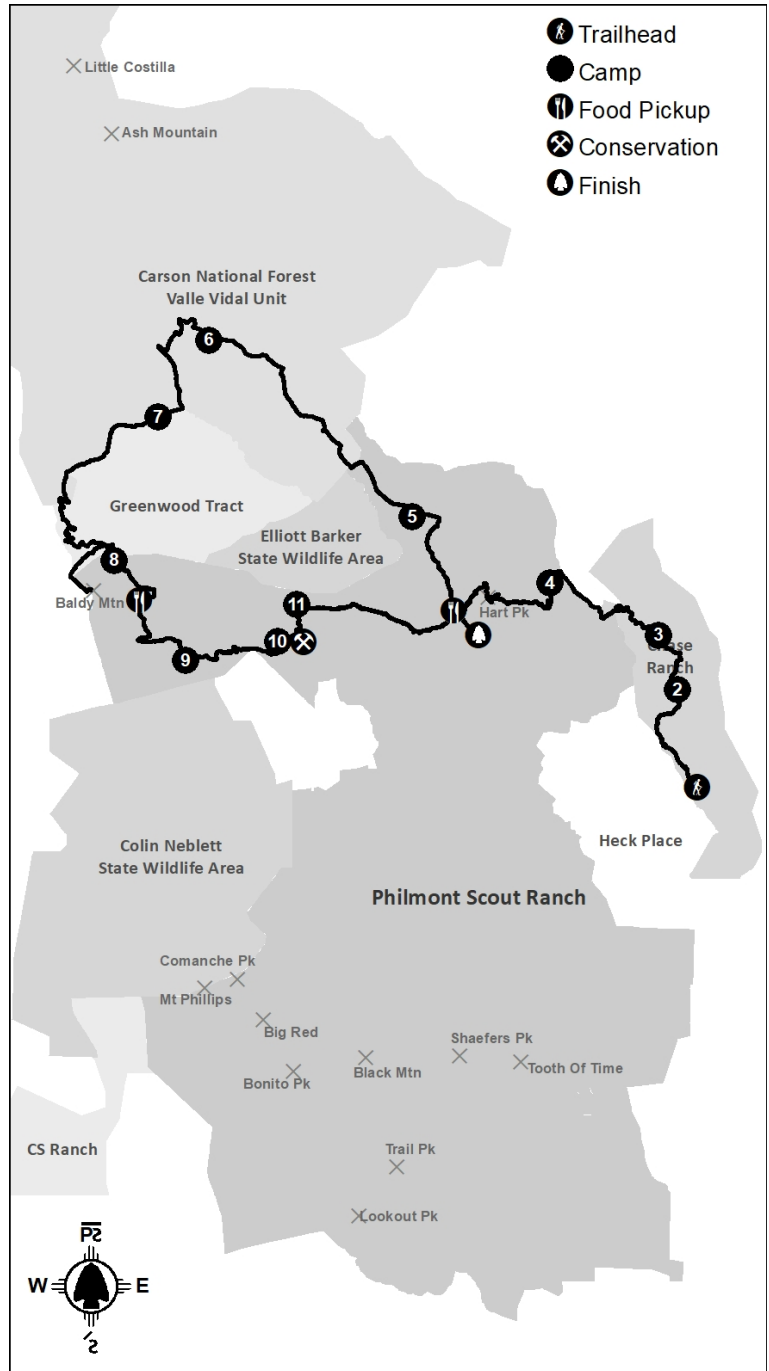 Trailhead
Camp
Food Pickup
Conservation
Finish
Little Costilla
Ash Mountain
Carson National Forest
Valle Vidal Unit
6
7
Greenwood Tract
5
Elliott Barker
State Wildlife Area
8
4
Baldy Mtn
11
Hart Pk
3
10
9
Chase
Ranch
2
Heck Place
Colin Neblett
State Wildlife Area
Philmont Scout Ranch
Comanche Pk
Mt Phillips
Big Red
Shaefers Pk
Black Mtn
Tooth Of Time
Bonito Pk
CS Ranch
Trail Pk
Lookout Pk
W
E